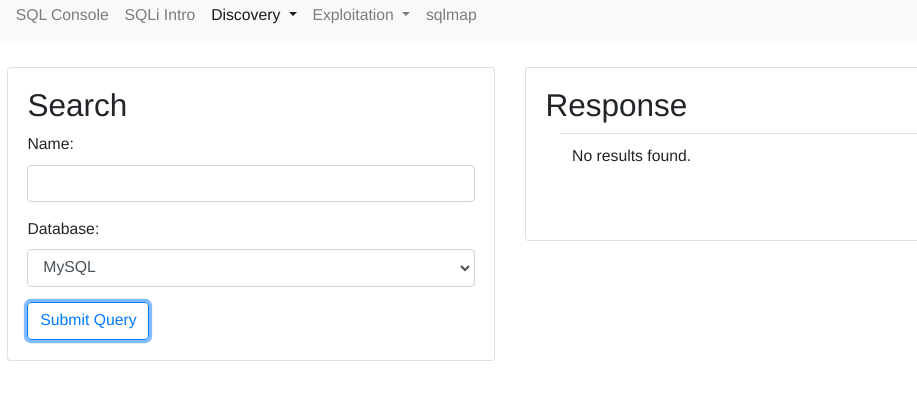 SQL Console SQLi Intro Discovery Exploitation sqlmap
Search
Name:
Database:
MySQL
Submit Query
Response
No results found.